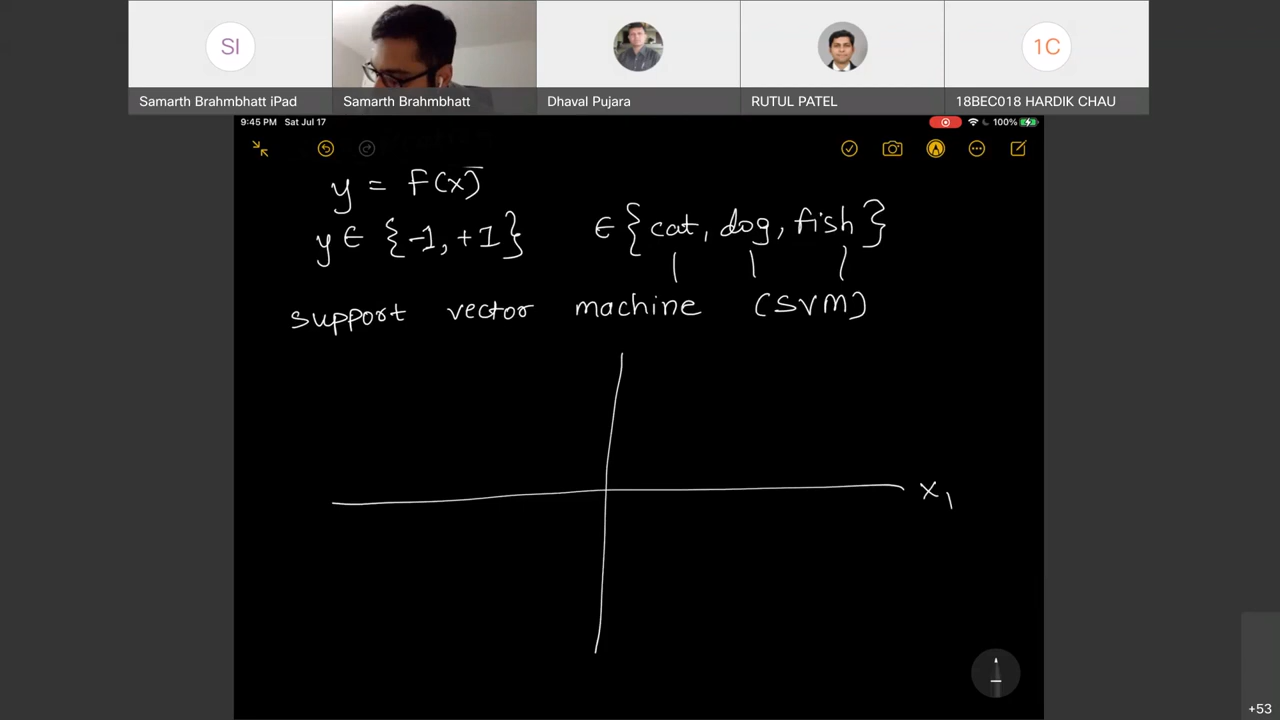 SI
1C
Samarth Brahmbhatt iPad
Samarth Brahmbhatt
Dhaval Pujara
RUTUL PATEL
18BEC018 HARDIK CHAU
9:45 PM Sat Jul 17
100%
y = F(x)
y ∈ {-1, +1} ∈ {cat, dog, fish}
support vector machine (SVM)
x₁
+53